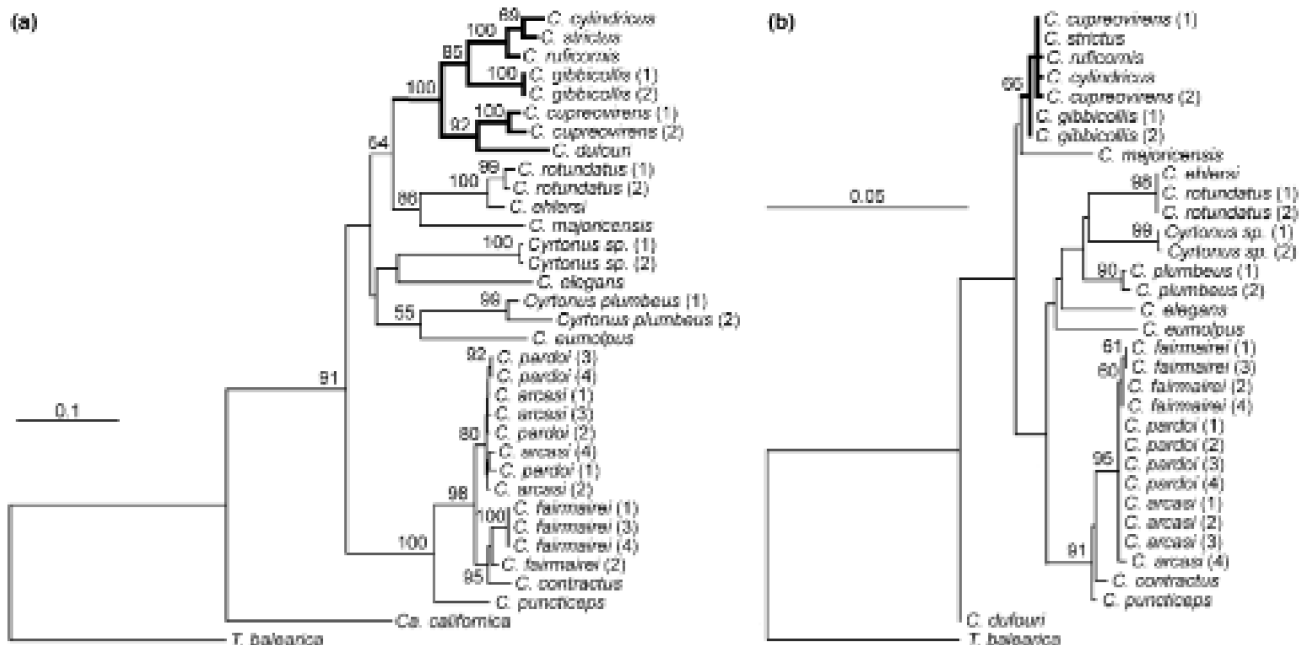 (a)
69
C. cylindricus
100
C. strictus
85
C. ruficornis
100
C. gibbicollis (1)
100
C. gibbicollis (2)
100
C. cupreovirens (1)
92
C. cupreovirens (2)
C. dufouri
54
99
C. rotundatus (1)
100
C. rotundatus (2)
86
C. ehlersi
C. majoricensis
100
Cyrtonus sp. (1)
Cyrtonus sp. (2)
C. elegans
99
Cyrtonus plumbeus (1)
55
Cyrtonus plumbeus (2)
C. eumolpus
92
C. pardoi (3)
91
C. pardoi (4)
C. arcasi (1)
0.1
C. arcasi (3)
80
C. pardoi (2)
C. arcasi (4)
C. pardoi (1)
98
C. arcasi (2)
C. fairmairei (1)
100
C. fairmairei (3)
100
C. fairmairei (4)
C. fairmairei (2)
95
C. contractus
C. puncticeps
Ca. californica
T. balearica
(b)
C. cupreovirens (1)
C. strictus
C. ruficornis
C. cylindricus
C. cupreovirens (2)
C. gibbicollis (1)
C. gibbicollis (2)
C. majoricensis
C. ehlersi
98
C. rotundatus (1)
0.05
C. rotundatus (2)
99
Cyrtonus sp. (1)
Cyrtonus sp. (2)
90
C. plumbeus (1)
C. plumbeus (2)
C. elegans
C. eumolpus
61
C. fairmairei (1)
60
C. fairmairei (3)
C. fairmairei (2)
C. fairmairei (4)
C. pardoi (1)
C. pardoi (2)
95
C. pardoi (3)
C. pardoi (4)
C. arcasi (1)
C. arcasi (2)
91
C. arcasi (3)
C. arcasi (4)
C. contractus
C. puncticeps
C. dufouri
T. balearica